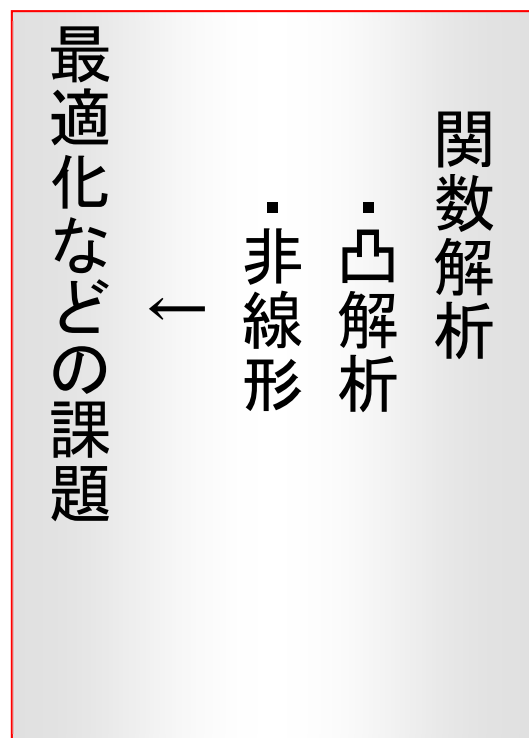 関数解析
・凸解析
・非線形
←
最適化などの課題